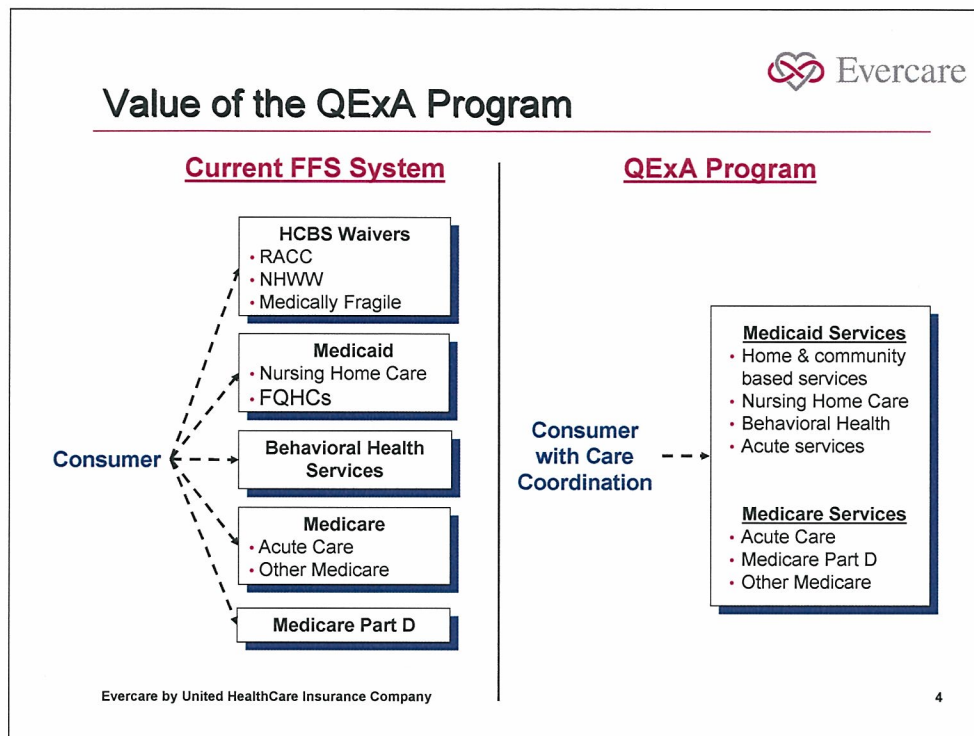 Evercare
Value of the QExA Program
Current FFS System
HCBS Waivers
• RACC
• NHWW
• Medically Fragile
Medicaid
• Nursing Home Care
• FQHCs
Behavioral Health
Services
Medicare
• Acute Care
• Other Medicare
Medicare Part D
Consumer
QExA Program
Consumer
with Care
Coordination
Medicaid Services
• Home & community
based services
• Nursing Home Care
• Behavioral Health
• Acute services
Medicare Services
• Acute Care
• Medicare Part D
• Other Medicare
Evercare by United HealthCare Insurance Company
4